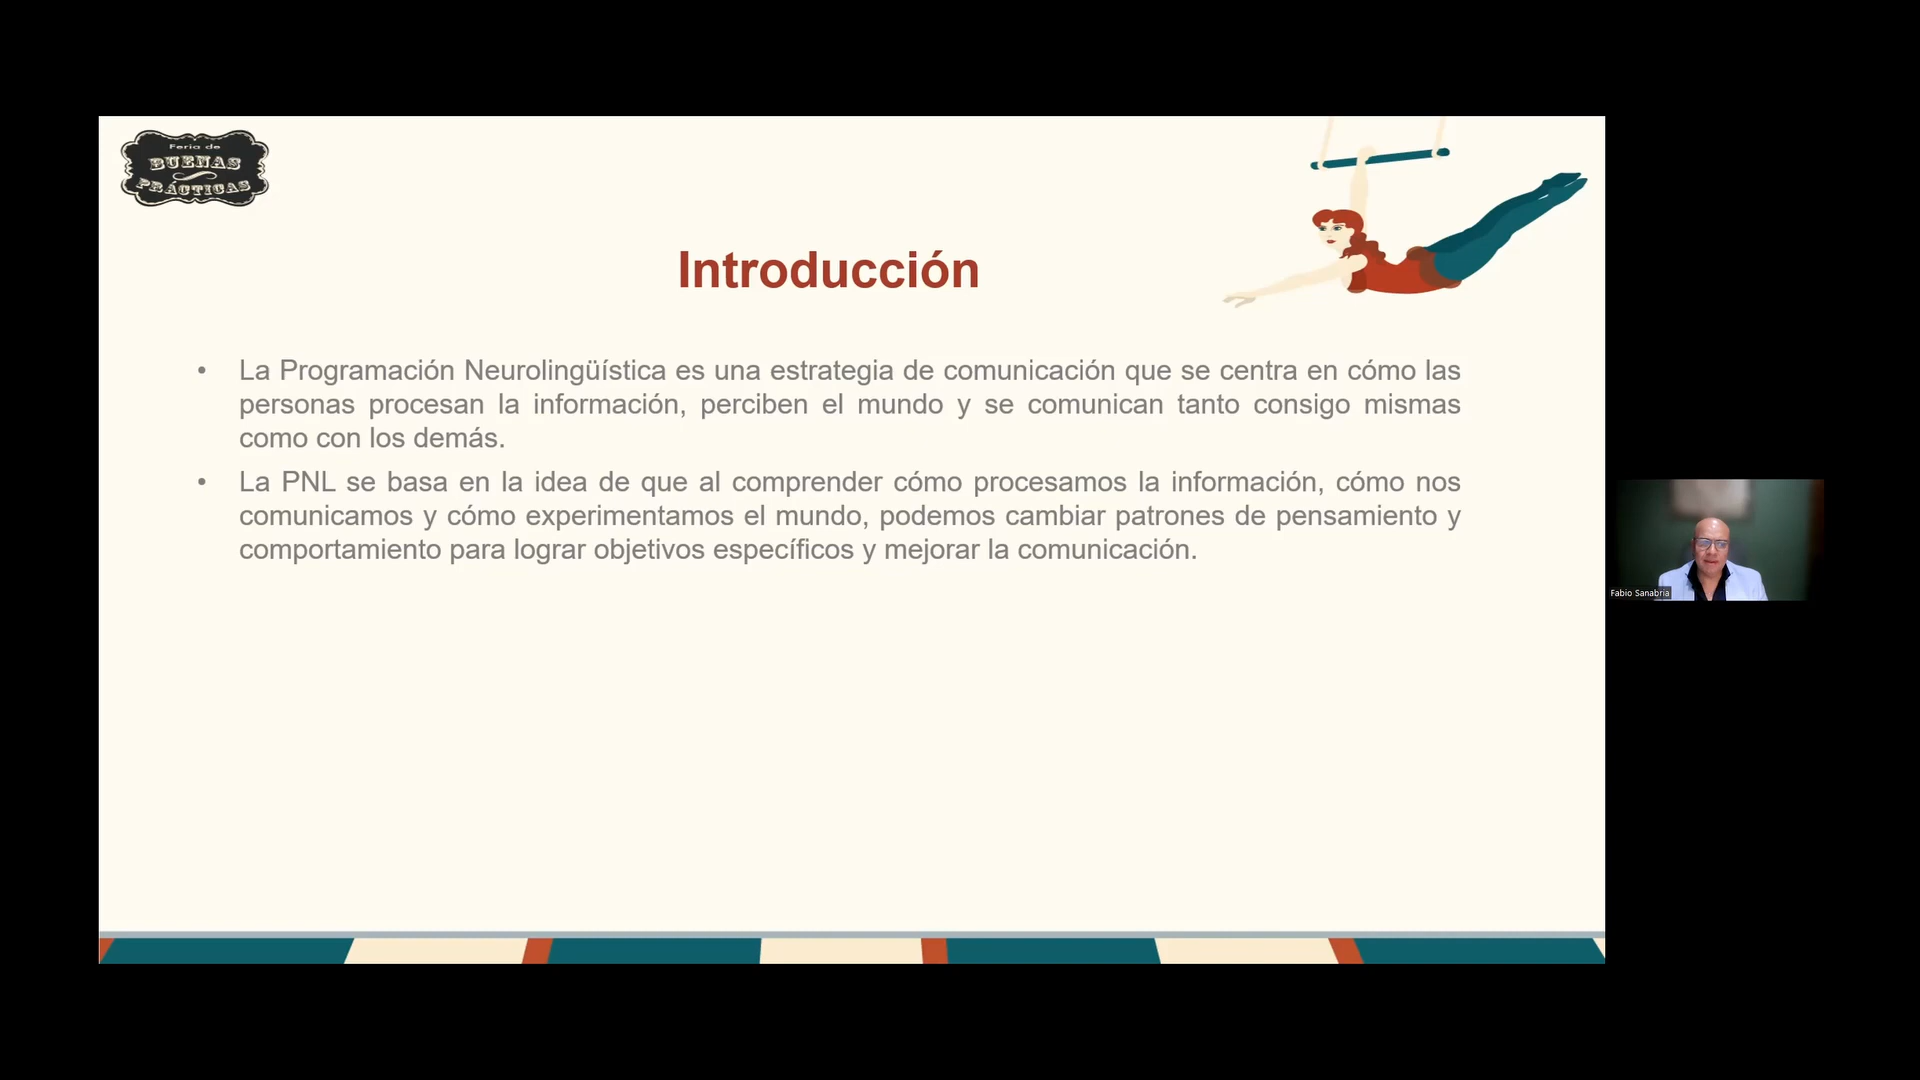 Feria de
BUENAS
PRÁCTICAS
Introducción
• La Programación Neurolingüística es una estrategia de comunicación que se centra en cómo las
personas procesan la información, perciben el mundo y se comunican tanto consigo mismas
como con los demás.
• La PNL se basa en la idea de que al comprender cómo procesamos la información, cómo nos
comunicamos y cómo experimentamos el mundo, podemos cambiar patrones de pensamiento y
comportamiento para lograr objetivos específicos y mejorar la comunicación.
Fabio Sanabria